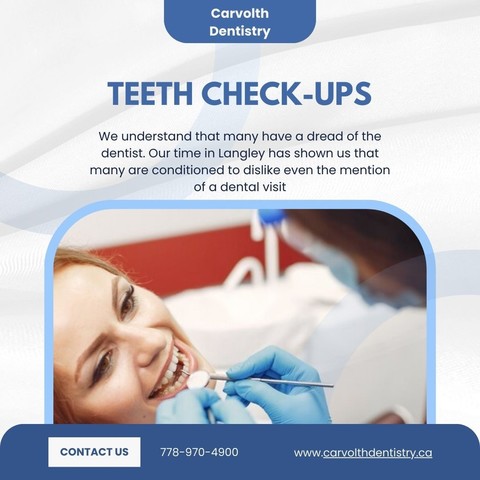 Carvolth
Dentistry
TEETH CHECK-UPS
We understand that many have a dread of the
dentist. Our time in Langley has shown us that
many are conditioned to dislike even the mention
of a dental visit
CONTACT US 778-970-4900 www.carvolthdentistry.ca